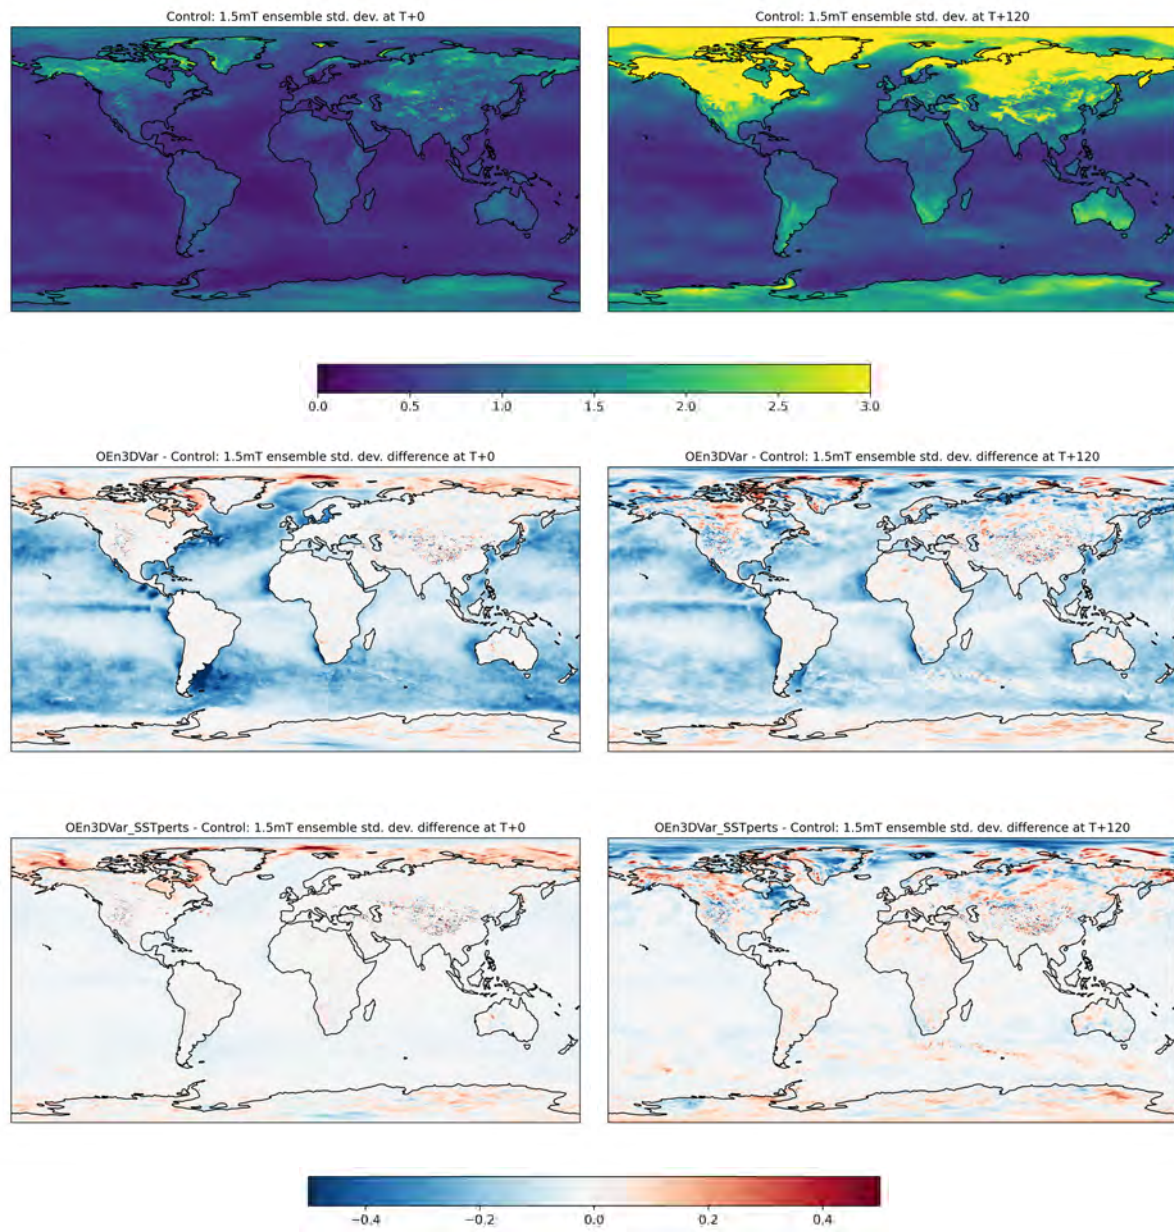 Control: 1.5mT ensemble std. dev. at T+0
Control: 1.5mT ensemble std. dev. at T+120
0.0 0.5 1.0 1.5 2.0 2.5 3.0
OEn3DVar - Control: 1.5mT ensemble std. dev. difference at T+0
OEn3DVar - Control: 1.5mT ensemble std. dev. difference at T+120
OEn3DVar_SSTperts - Control: 1.5mT ensemble std. dev. difference at T+0
OEn3DVar_SSTperts - Control: 1.5mT ensemble std. dev. difference at T+120
−0.4 −0.2 0.0 0.2 0.4